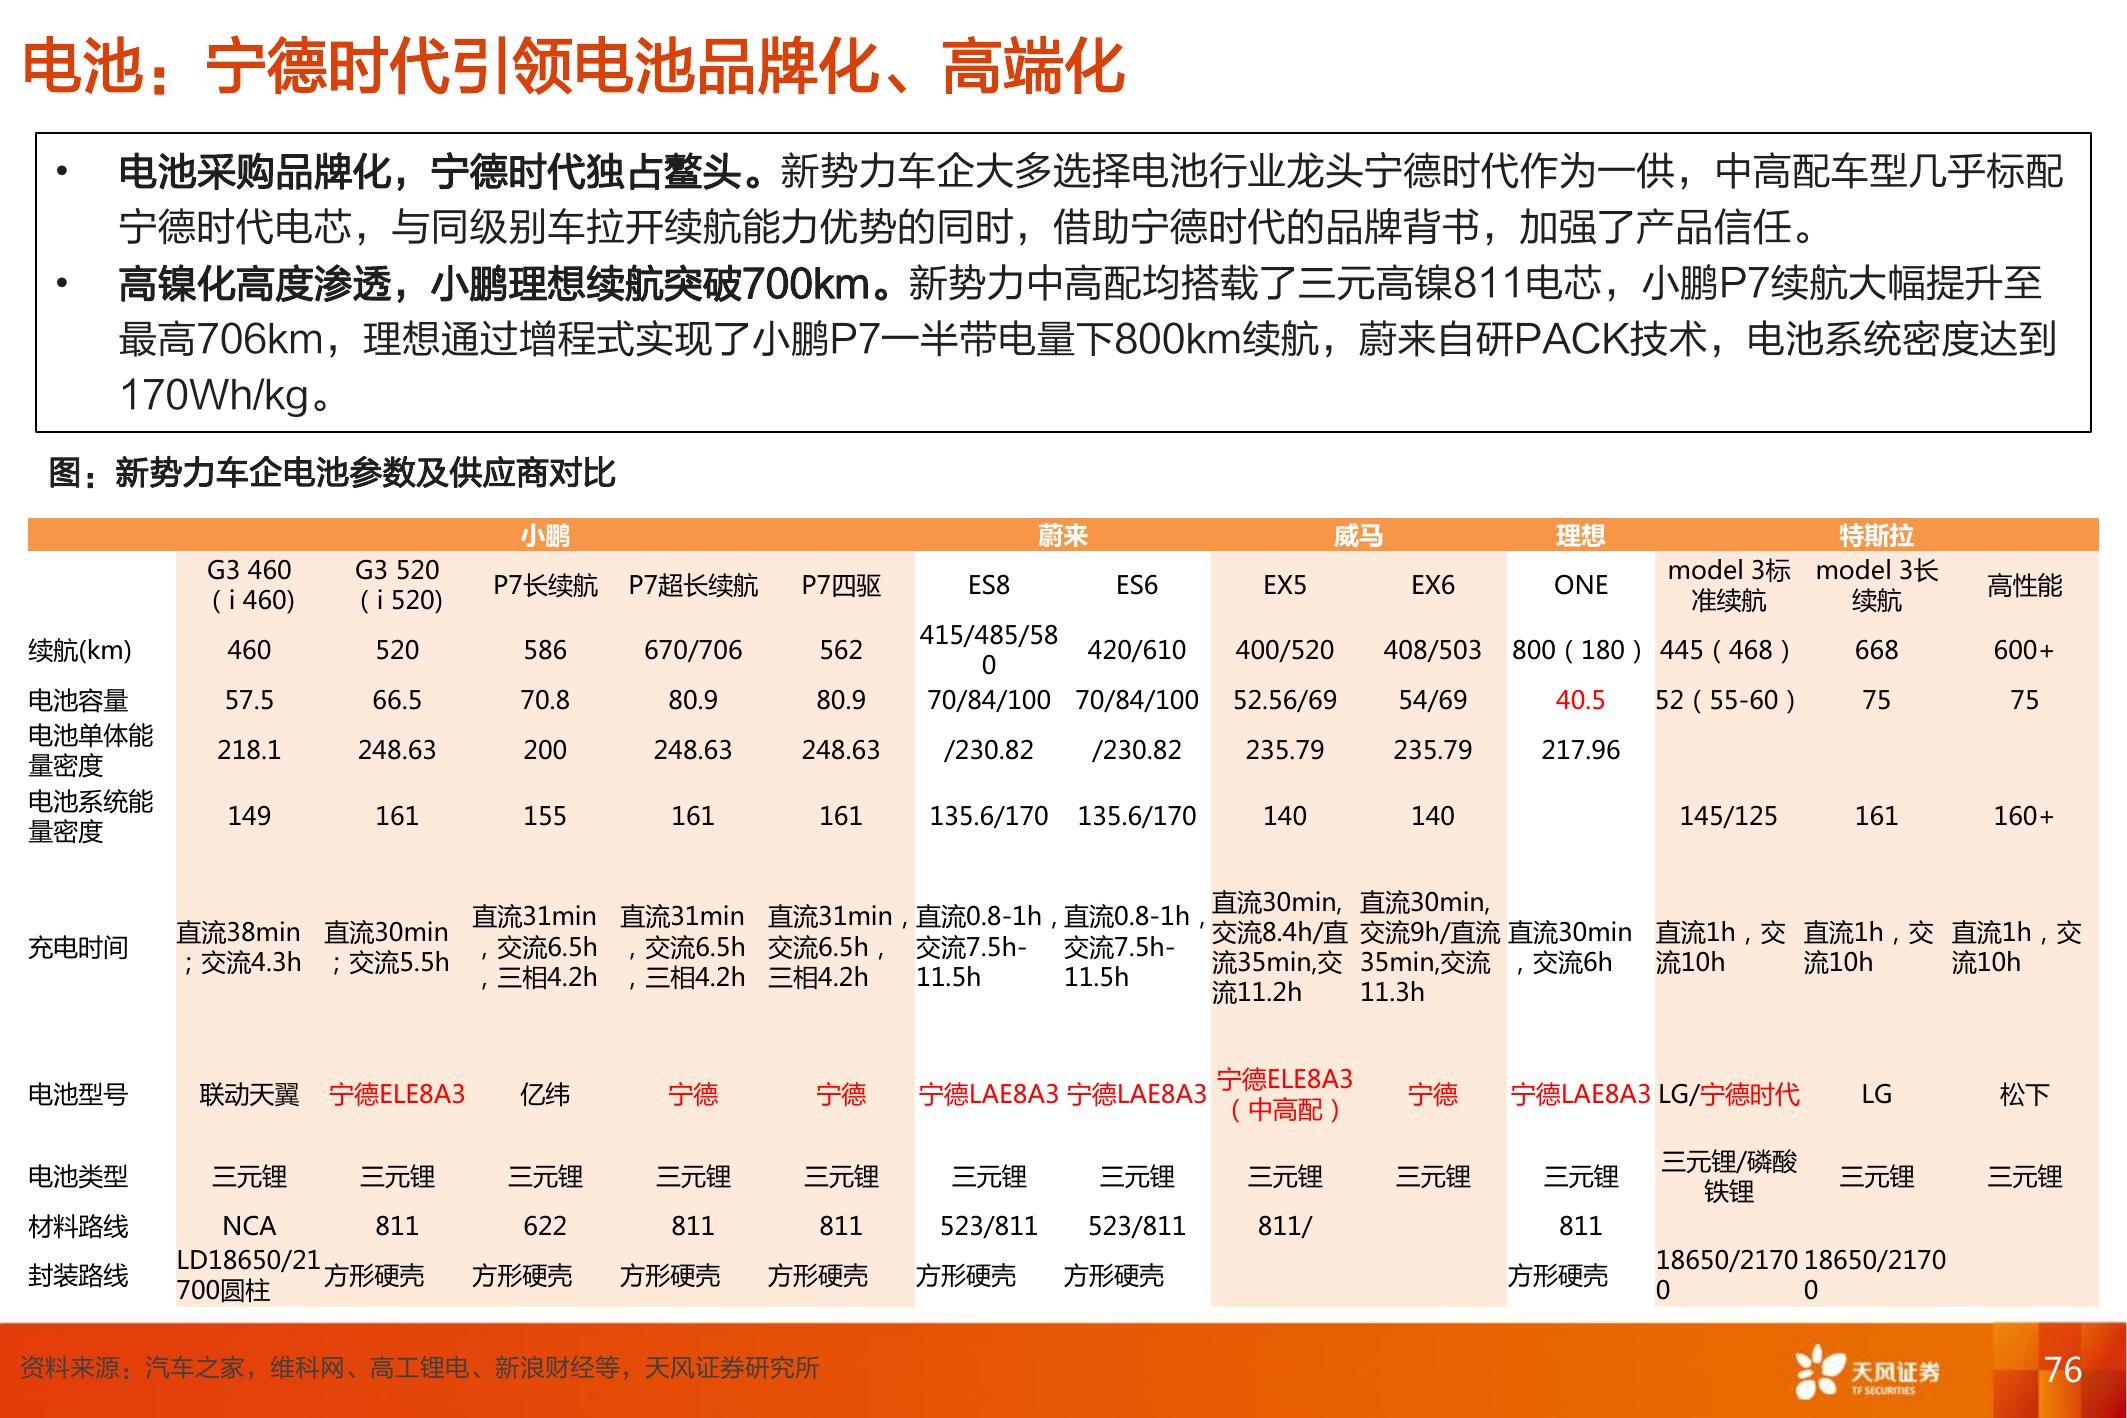 电池：宁德时代引领电池品牌化、高端化
• 电池采购品牌化，宁德时代独占鳌头。新势力车企大多选择电池行业龙头宁德时代作为一供，中高配车型几乎标配
宁德时代电芯，与同级别车拉开续航能力优势的同时，借助宁德时代的品牌背书，加强了产品信任。
• 高镍化高度渗透，小鹏理想续航突破700km。新势力中高配均搭载了三元高镍811电芯，小鹏P7续航大幅提升至
最高706km，理想通过增程式实现了小鹏P7一半带电量下800km续航，蔚来自研PACK技术，电池系统密度达到
170Wh/kg。
图：新势力车企电池参数及供应商对比
小鹏 蔚来 威马 理想 特斯拉
G3 460（i 460) G3 520（i 520) P7长续航 P7超长续航 P7四驱 ES8 ES6 EX5 EX6 ONE model 3标准续航 model 3长续航 高性能
续航(km) 460 520 586 670/706 562 415/485/580 420/610 400/520 408/503 800（180） 445（468） 668 600+
电池容量 57.5 66.5 70.8 80.9 80.9 70/84/100 70/84/100 52.56/69 54/69 40.5 52（55-60） 75 75
电池单体能量密度 218.1 248.63 200 248.63 248.63 /230.82 /230.82 235.79 235.79 217.96
电池系统能量密度 149 161 155 161 161 135.6/170 135.6/170 140 140 145/125 161 160+
充电时间 直流38min；交流4.3h 直流30min；交流5.5h 直流31min，交流6.5h，三相4.2h 直流31min，交流6.5h，三相4.2h 直流31min，交流6.5h，三相4.2h 直流0.8-1h，交流7.5h-11.5h 直流0.8-1h，交流7.5h-11.5h 直流30min,交流8.4h/直流35min,交流11.2h 直流30min,交流9h/直流35min,交流11.3h 直流30min，交流6h 直流1h，交流10h 直流1h，交流10h 直流1h，交流10h
电池型号 联动天翼 宁德ELE8A3 亿纬 宁德 宁德 宁德LAE8A3 宁德LAE8A3 宁德ELE8A3（中高配） 宁德 宁德LAE8A3 LG/宁德时代 LG 松下
电池类型 三元锂 三元锂 三元锂 三元锂 三元锂 三元锂 三元锂 三元锂 三元锂 三元锂 三元锂/磷酸铁锂 三元锂 三元锂
材料路线 NCA 811 622 811 811 523/811 523/811 811/ 811
封装路线 LD18650/21700圆柱 方形硬壳 方形硬壳 方形硬壳 方形硬壳 方形硬壳 方形硬壳 方形硬壳 18650/21700 18650/21700
资料来源：汽车之家，维科网、高工锂电、新浪财经等，天风证券研究所
天风证券
TF SECURITIES
76